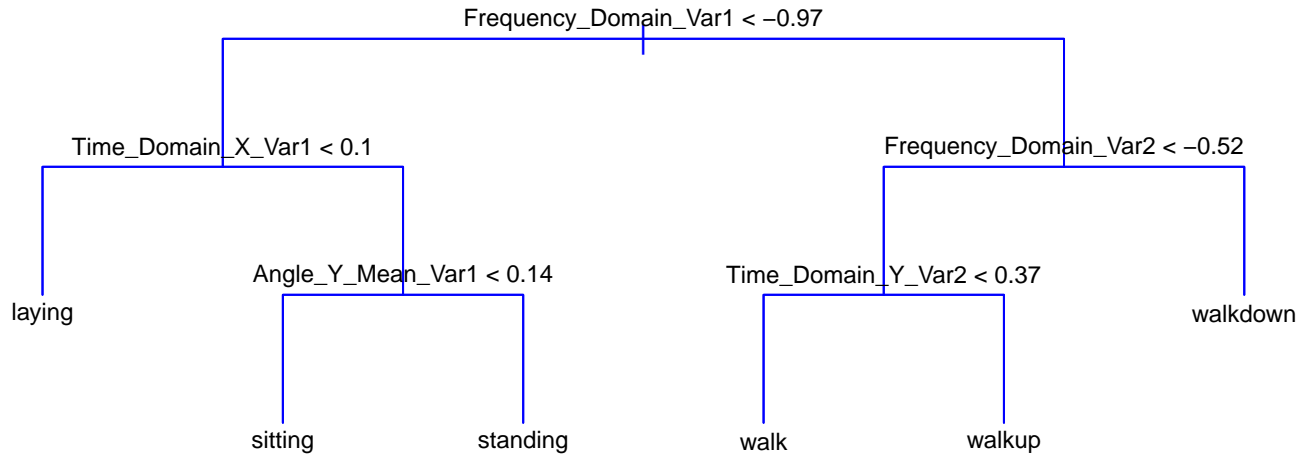 Frequency_Domain_Var1 < −0.97
Time_Domain_X_Var1 < 0.1
Frequency_Domain_Var2 < −0.52
Angle_Y_Mean_Var1 < 0.14
Time_Domain_Y_Var2 < 0.37
laying
walkdown
sitting
standing
walk
walkup